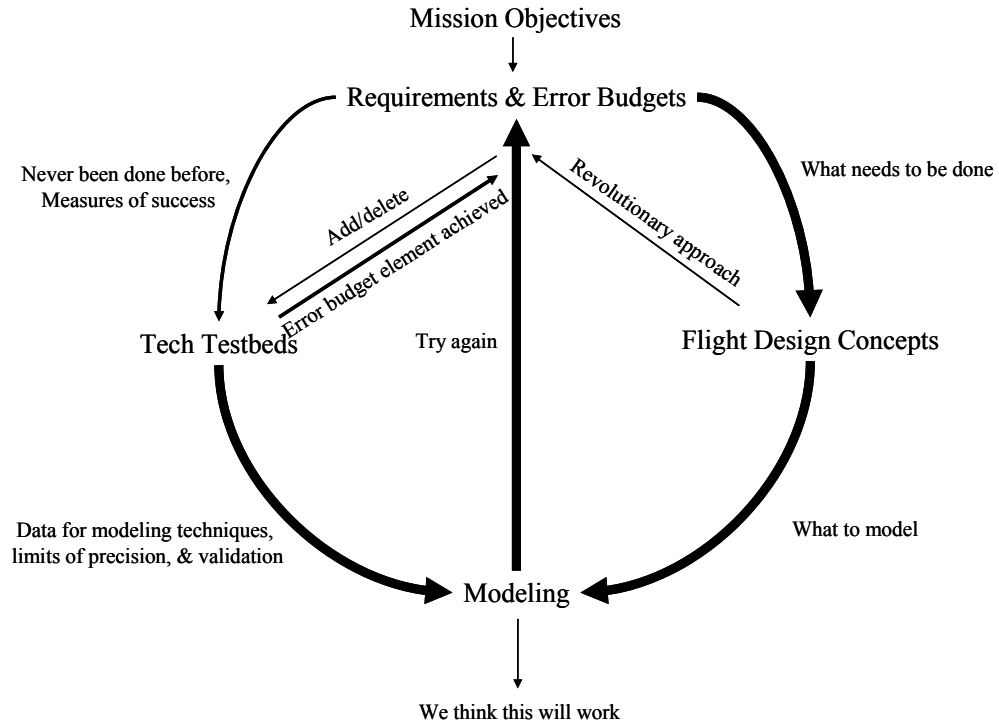 Mission Objectives
Requirements & Error Budgets
Never been done before,
Measures of success
Add/delete
Error budget element achieved
Revolutionary approach
What needs to be done
Tech Testbeds
Try again
Flight Design Concepts
Data for modeling techniques,
limits of precision, & validation
What to model
Modeling
We think this will work